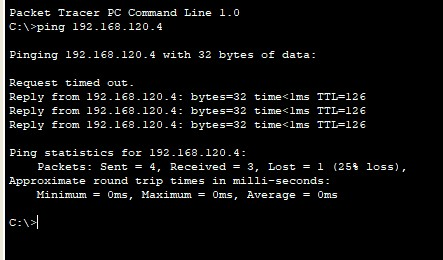 Packet Tracer PC Command Line 1.0
C:\>ping 192.168.120.4
Pinging 192.168.120.4 with 32 bytes of data:
Request timed out.
Reply from 192.168.120.4: bytes=32 time<1ms TTL=126
Reply from 192.168.120.4: bytes=32 time<1ms TTL=126
Reply from 192.168.120.4: bytes=32 time<1ms TTL=126
Ping statistics for 192.168.120.4:
Packets: Sent = 4, Received = 3, Lost = 1 (25% loss),
Approximate round trip times in milli-seconds:
Minimum = 0ms, Maximum = 0ms, Average = 0ms
C:\>